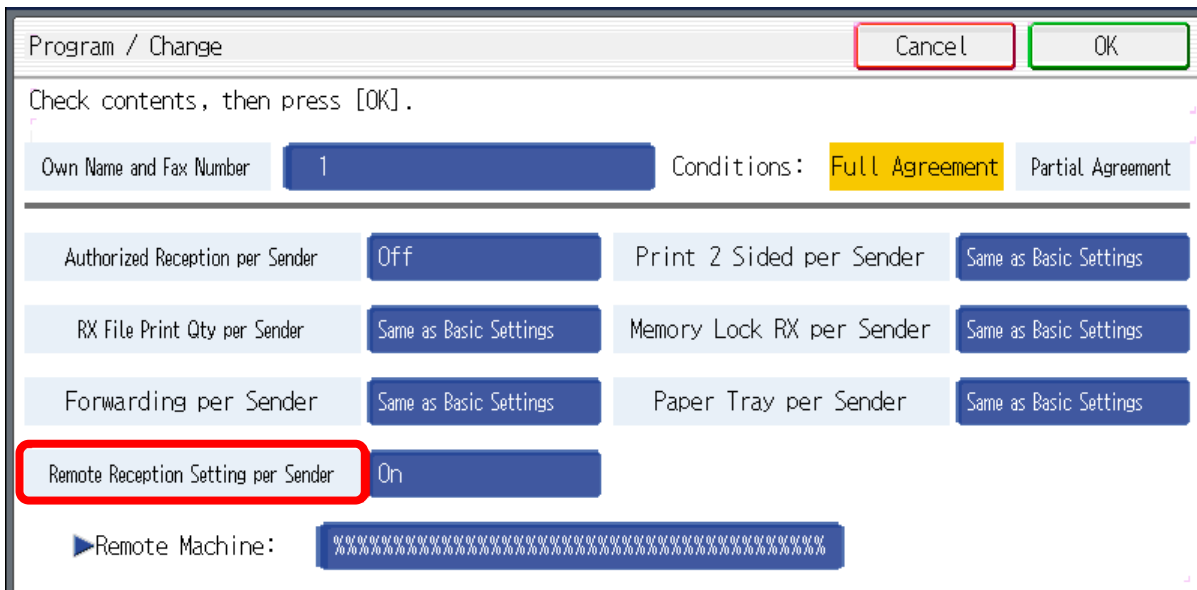 Program / Change Cancel OK
Check contents, then press [OK].
Own Name and Fax Number 1 Conditions: Full Agreement Partial Agreement
Authorized Reception per Sender Off Print 2 Sided per Sender Same as Basic Settings
RX File Print Qty per Sender Same as Basic Settings Memory Lock RX per Sender Same as Basic Settings
Forwarding per Sender Same as Basic Settings Paper Tray per Sender Same as Basic Settings
Remote Reception Setting per Sender On
►Remote Machine: %%%%%%%%%%%%%%%%%%%%%%%%%%%%%%%%%%%%%%%%